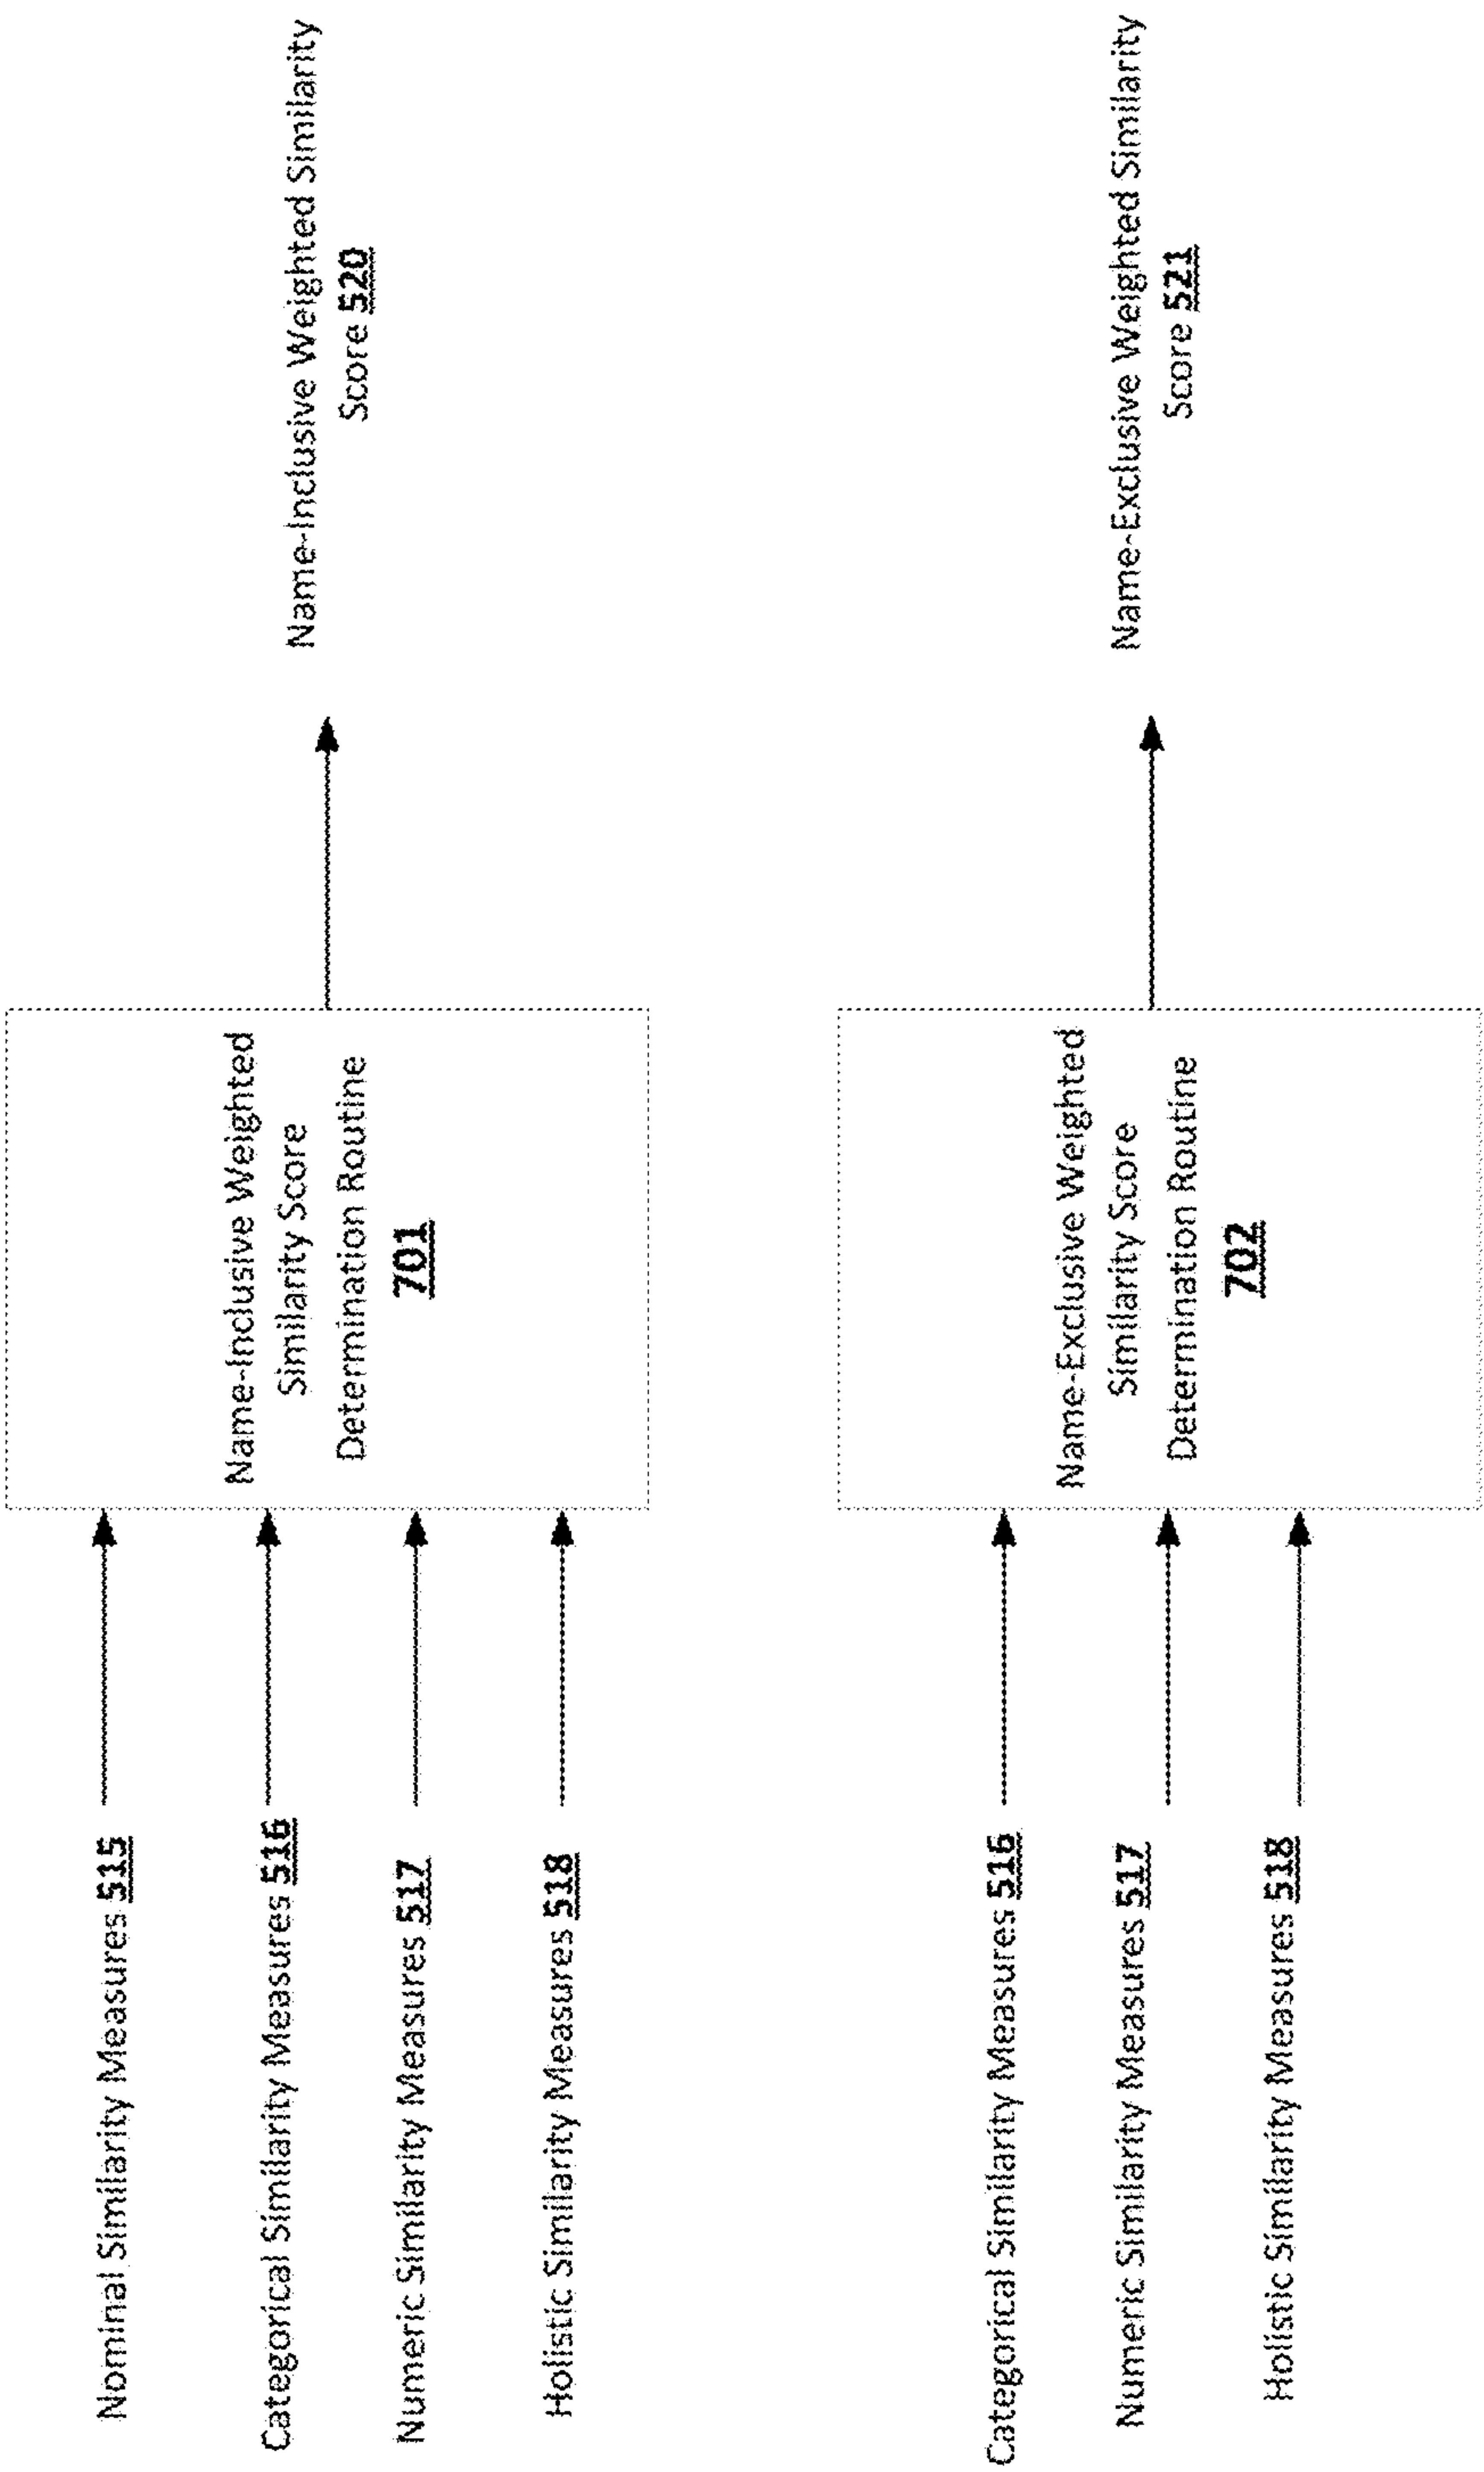 Nominal Similarity Measures 515
Categorical Similarity Measures 516
Numeric Similarity Measures 517
Holistic Similarity Measures 518
Name-Inclusive Weighted
Similarity Score
Determination Routine
701
Name-Inclusive Weighted Similarity
Score 520
Categorical Similarity Measures 516
Numeric Similarity Measures 517
Holistic Similarity Measures 518
Name-Exclusive Weighted
Similarity Score
Determination Routine
702
Name-Exclusive Weighted Similarity
Score 521